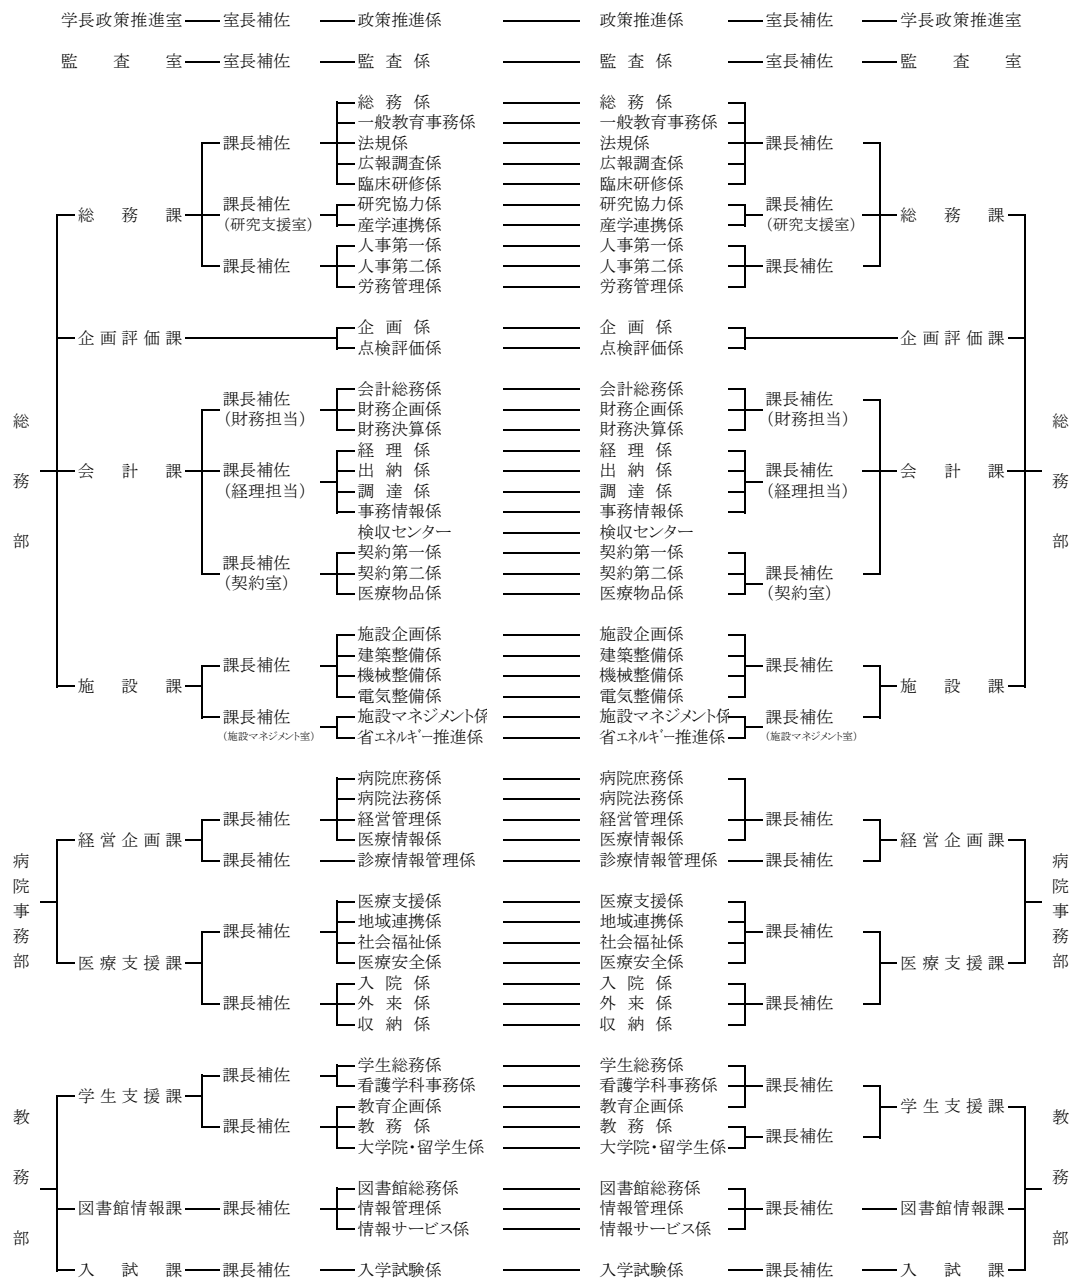 学長政策推進室 室長補佐 政策推進係 政策推進係 室長補佐 学長政策推進室
監査室 室長補佐 監査係 監査係 室長補佐 監査室
総務係 総務係
一般教育事務係 一般教育事務係
課長補佐 法規係 法規係 課長補佐
広報調査係 広報調査係
臨床研修係 臨床研修係
課長補佐 研究協力係 研究協力係 課長補佐
総務課 総務課
(研究支援室) 産学連携係 産学連携係 (研究支援室)
人事第一係 人事第一係
課長補佐 人事第二係 人事第二係 課長補佐
労務管理係 労務管理係
企画係 企画係
企画評価課 企画評価課
点検評価係 点検評価係
会計総務係 会計総務係
課長補佐 課長補佐
財務企画係 財務企画係
総務部 (財務担当) (財務担当) 総務部
財務決算係 財務決算係
経理係 経理係
会計課 課長補佐 出納係 出納係 課長補佐 会計課
(経理担当) 調達係 調達係 (経理担当)
事務情報係 事務情報係
検収センター 検収センター
契約第一係 契約第一係
課長補佐
契約第二係 契約第二係 課長補佐
(契約室)
医療物品係 医療物品係 (契約室)
施設企画係 施設企画係
建築整備係 建築整備係
課長補佐 課長補佐
機械整備係 機械整備係
施設課 施設課
電気整備係 電気整備係
課長補佐 施設マネジメント係 施設マネジメント係 課長補佐
(施設マネジメント室) 省エネルギー推進係 省エネルギー推進係 (施設マネジメント室)
病院庶務係 病院庶務係
病院法務係 病院法務係
課長補佐 経営管理係 経営管理係 課長補佐
経営企画課 医療情報係 医療情報係 経営企画課
課長補佐 診療情報管理係 診療情報管理係 課長補佐
病院事務部 病院事務部
医療支援係 医療支援係
地域連携係 地域連携係
課長補佐 課長補佐
社会福祉係 社会福祉係
医療支援課 医療安全係 医療安全係 医療支援課
入院係 入院係
課長補佐 外来係 外来係 課長補佐
収納係 収納係
学生総務係 学生総務係
課長補佐
看護学科事務係 看護学科事務係 課長補佐
学生支援課
教育企画係 教育企画係 学生支援課
課長補佐 教務係 教務係
課長補佐
大学院・留学生係 大学院・留学生係
教務部 教務部
図書館総務係 図書館総務係
図書館情報課 課長補佐 情報管理係 情報管理係 課長補佐 図書館情報課
情報サービス係 情報サービス係
入試課 課長補佐 入学試験係 入学試験係 課長補佐 入試課